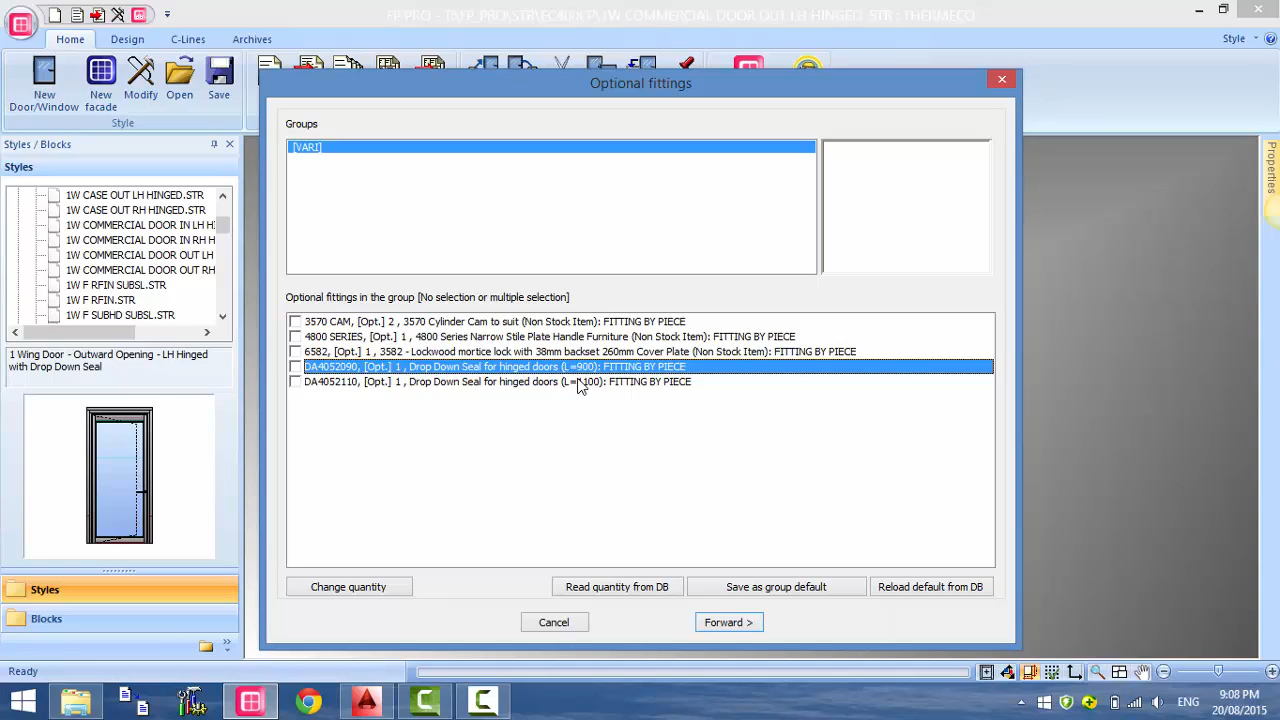 FP PRO - T:\FP_PRO\STR\EC400\CP\1W COMMERCIAL DOOR OUT LH HINGED .STR : THERMECO
Home Design C-Lines Archives Style
New Door/Window
New facade
Modify
Open
Save
Style
Styles / Blocks
Styles
1W CASE OUT LH HINGED.STR
1W CASE OUT RH HINGED.STR
1W COMMERCIAL DOOR IN LH H
1W COMMERCIAL DOOR IN RH H
1W COMMERCIAL DOOR OUT LH
1W COMMERCIAL DOOR OUT RH
1W F RFIN SUBSL.STR
1W F RFIN.STR
1W F SUBHD SUBSL.STR
1 Wing Door - Outward Opening - LH Hinged
with Drop Down Seal
Styles
Blocks
Optional fittings
Groups
[VARI]
Optional fittings in the group [No selection or multiple selection]
3570 CAM, [Opt.] 2 , 3570 Cylinder Cam to suit (Non Stock Item): FITTING BY PIECE
4800 SERIES, [Opt.] 1 , 4800 Series Narrow Stile Plate Handle Furniture (Non Stock Item): FITTING BY PIECE
6582, [Opt.] 1 , 3582 - Lockwood mortice lock with 38mm backset 260mm Cover Plate (Non Stock Item): FITTING BY PIECE
DA4052090, [Opt.] 1 , Drop Down Seal for hinged doors (L=900): FITTING BY PIECE
DA4052110, [Opt.] 1 , Drop Down Seal for hinged doors (L=1100): FITTING BY PIECE
Change quantity Read quantity from DB Save as group default Reload default from DB
Cancel Forward >
Properties
Ready
ENG
9:08 PM
20/08/2015